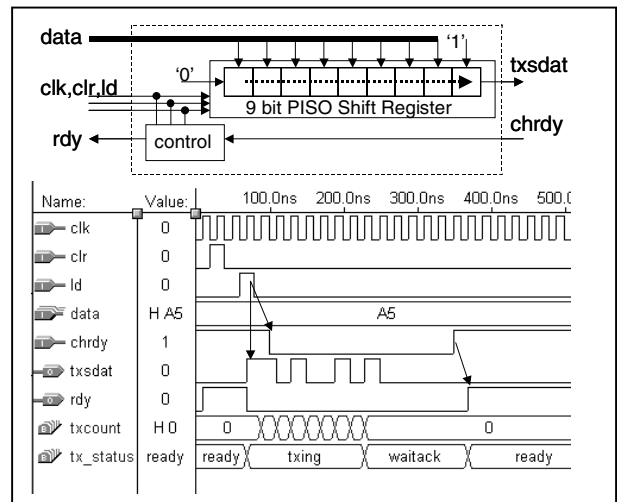 data
'1'
'0'
txsdat
clk,clr,ld
9 bit PISO Shift Register
rdy
control
chrdy
Name: Value: 100.0ns 200.0ns 300.0ns 400.0ns 500.0
clk 0
clr 0
ld 0
data H A5 A5
chrdy 1
txsdat 0
rdy 0
txcount H 0 0 0
tx_status ready ready txing waitack ready